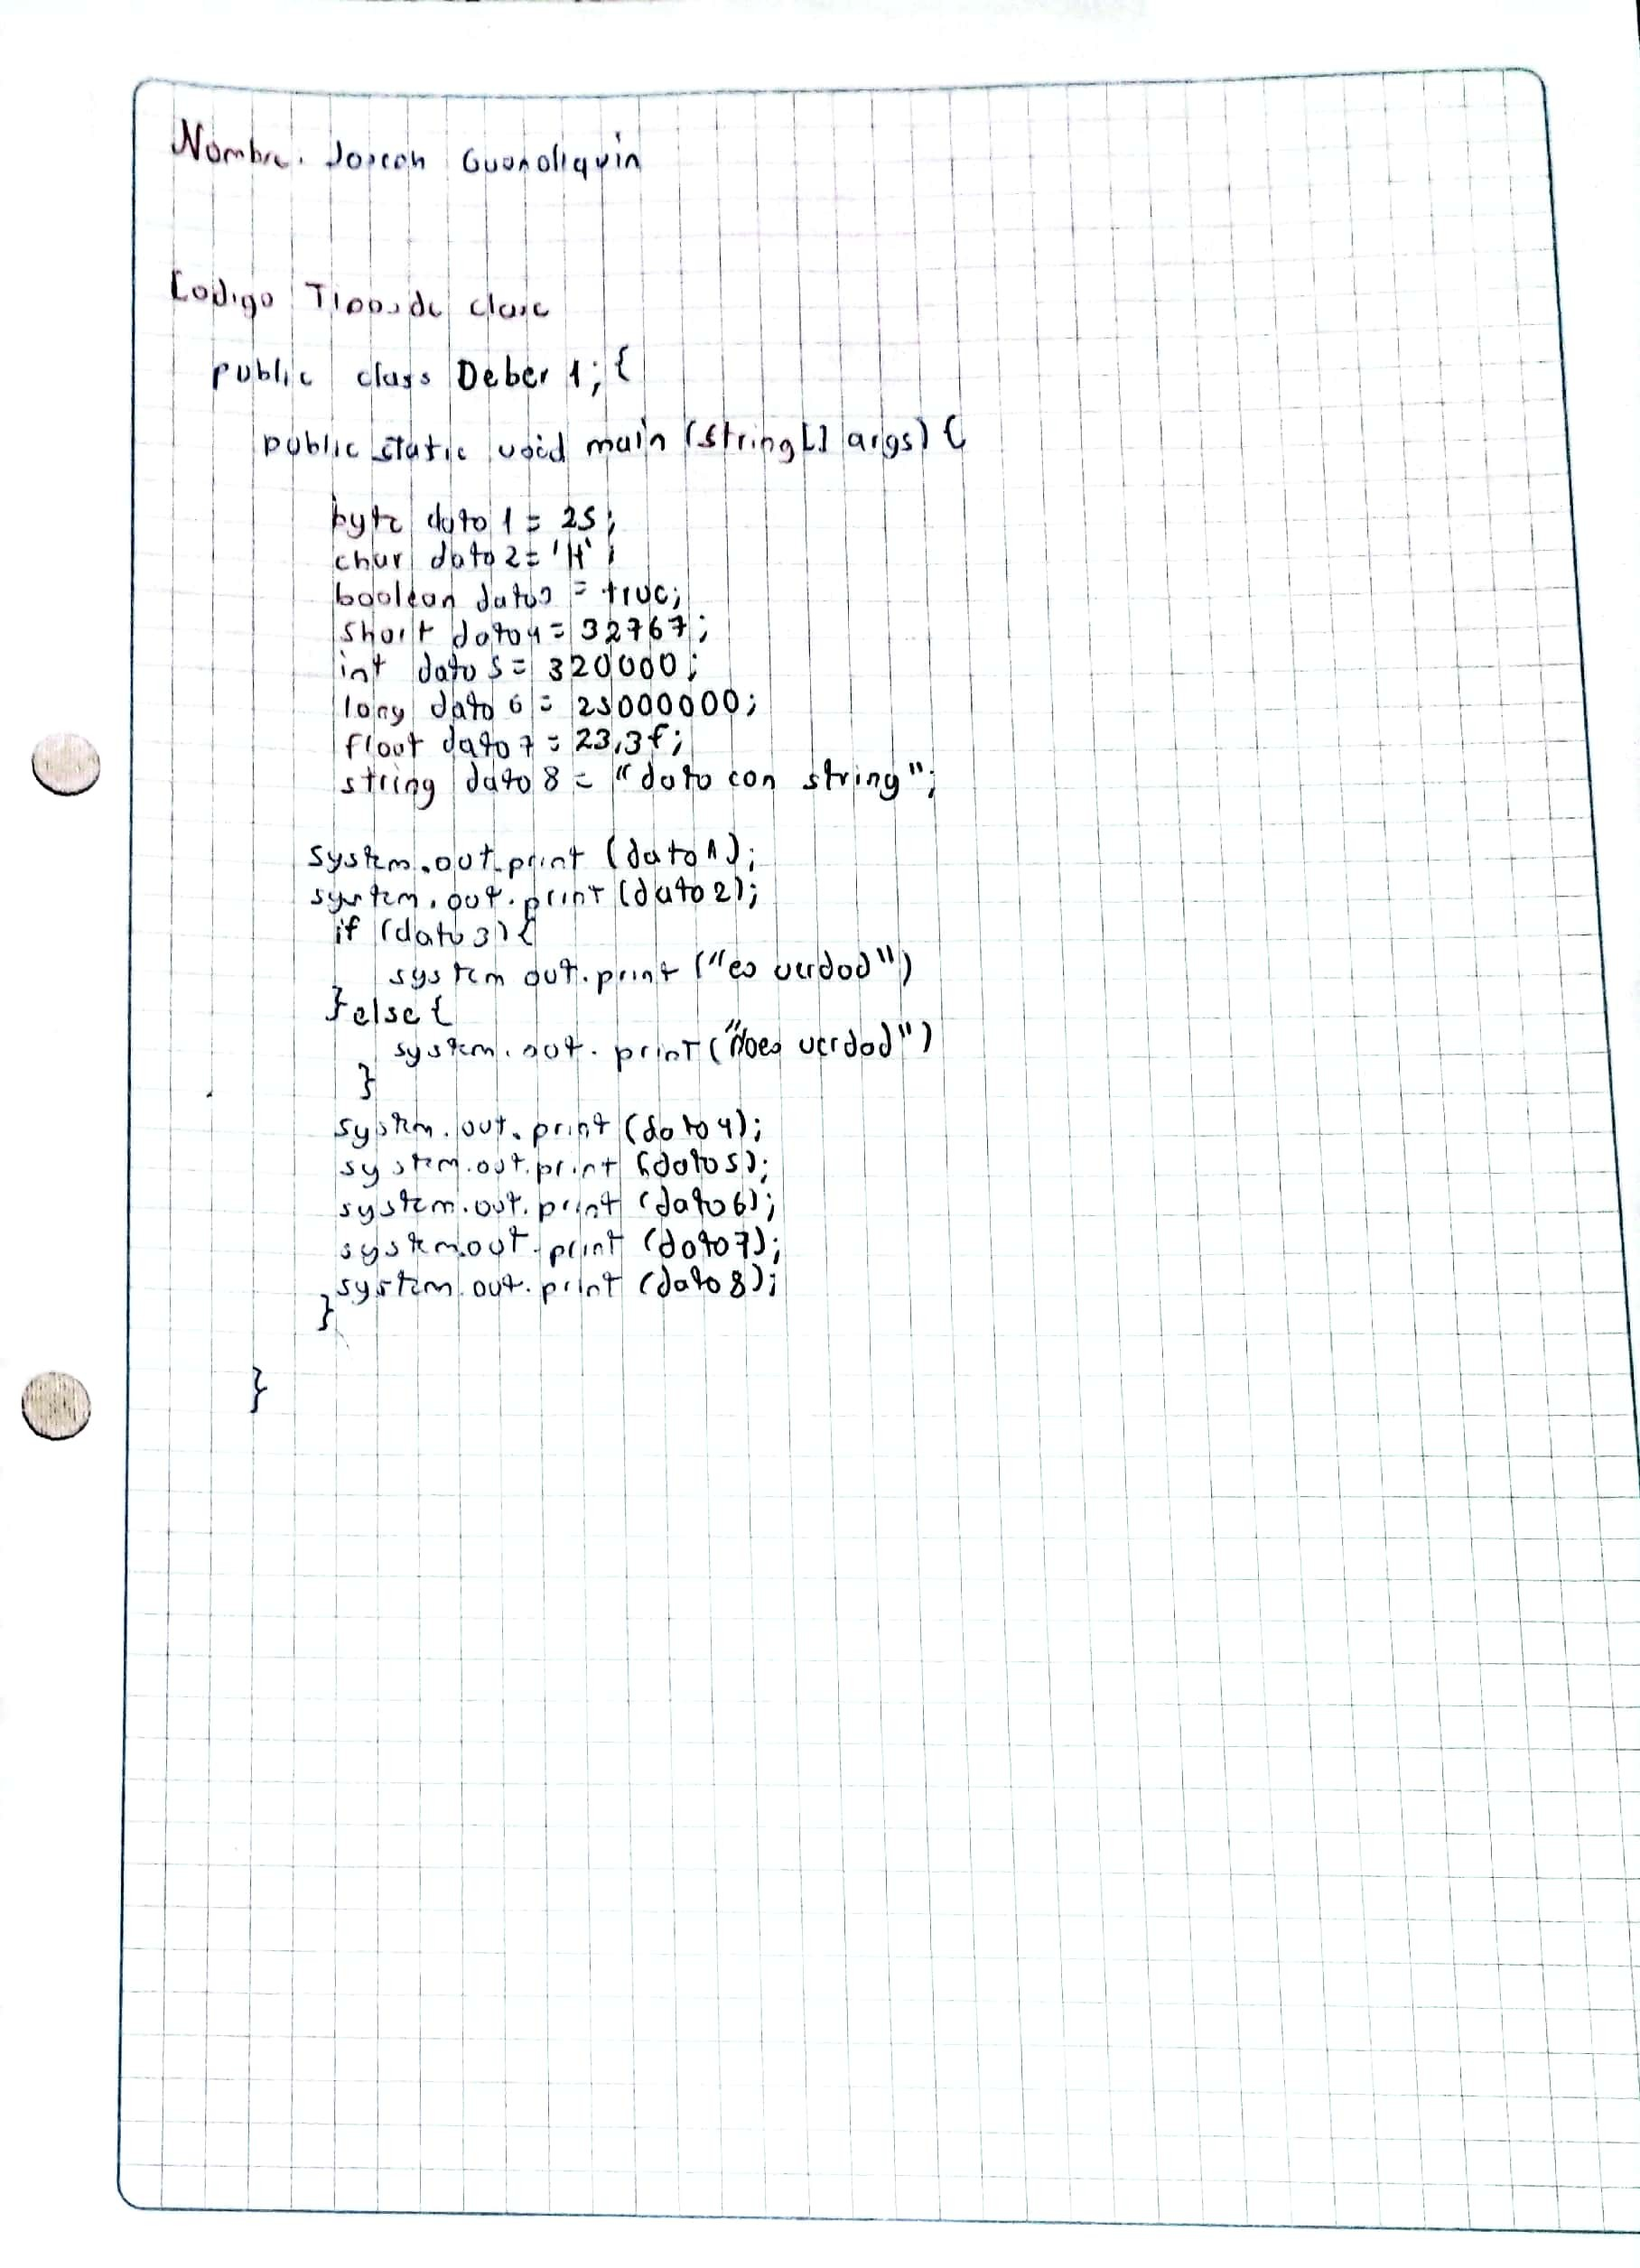 Nombre. Joseph Guanoliquin
Codigo Tipos de clase
public class Deber 1; {
public static void main (string[] args) {
byte dato 1 = 25;
char dato 2 = 'H';
boolean dato3 = true;
short dato4 = 32767;
int dato 5 = 320000;
long dato 6 = 25000000;
float dato 7 = 23,3f;
string dato 8 = "dato con string";
system.out.print (dato 1);
system.out.print (dato 2);
if (dato 3) {
system out.print ("es verdad")
} else {
system.out.print ("No es verdad")
}
system.out.print (dato 4);
system.out.print (dato 5);
system.out.print (dato 6);
system.out.print (dato 7);
system.out.print (dato 8);
}
}